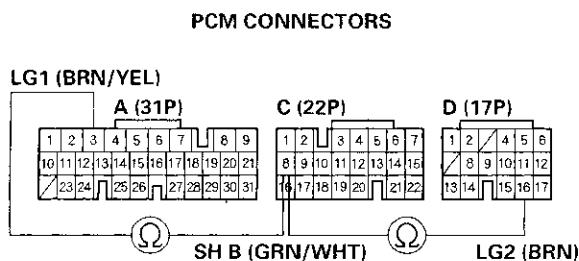 PCM CONNECTORS
LG1 (BRN/YEL)
A (31P) C (22P) D (17P)
1 2 3 4 5 6 7 8 9 1 2 3 4 5 6 7 1 2 4 5 6
10 11 12 13 14 15 16 17 18 19 20 21 8 9 10 11 12 13 14 15 8 9 10 11 12
23 24 25 26 27 28 29 30 31 16 17 18 19 20 21 22 13 14 15 16 17
Ω Ω
SH B (GRN/WHT) LG2 (BRN)